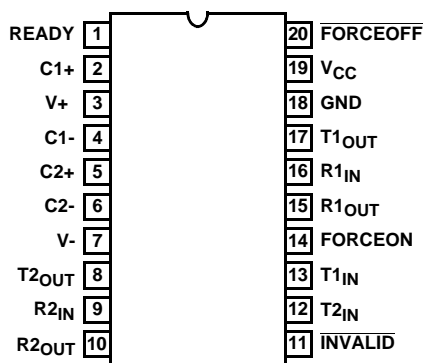 READY 1 20 FORCEOFF
C1+ 2 19 VCC
V+ 3 18 GND
C1- 4 17 T1OUT
C2+ 5 16 R1IN
C2- 6 15 R1OUT
V- 7 14 FORCEON
T2OUT 8 13 T1IN
R2IN 9 12 T2IN
R2OUT 10 11 INVALID